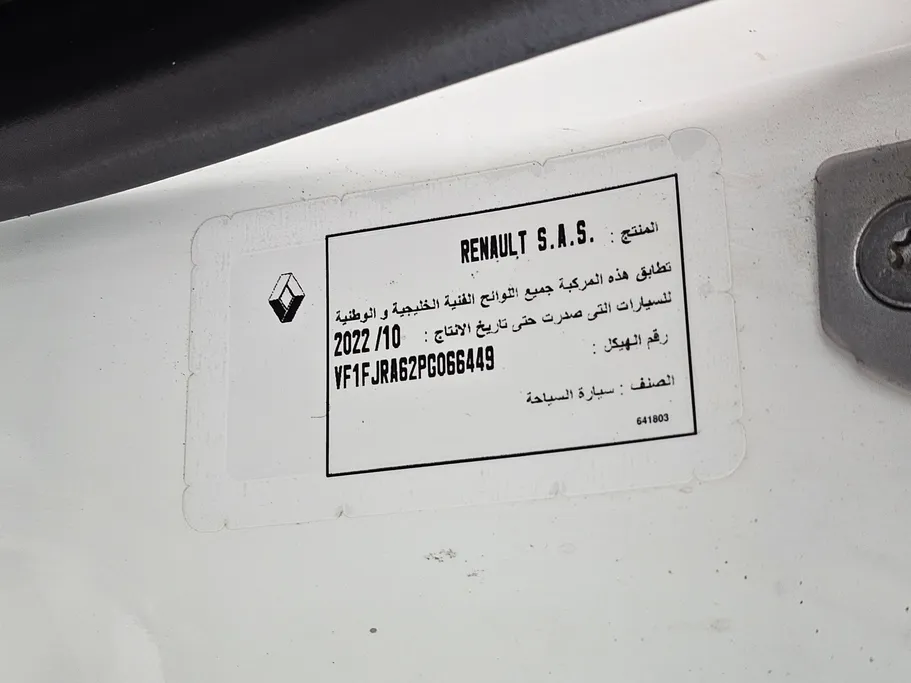 المنتج : RENAULT S.A.S.
تطابق هذه المركبة جميع اللوائح الفنية الخليجية و الوطنية
للسيارات التى صدرت حتى تاريخ الانتاج : 2022 /10
رقم الهيكل : VF1FJRA62PG066449
الصنف : سيارة السياحة
641803